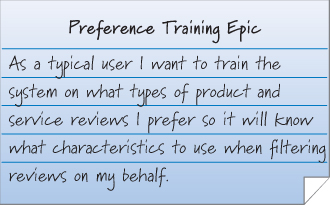 Preference Training Epic
As a typical user I want to train the
system on what types of product and
service reviews I prefer so it will know
what characteristics to use when filtering
reviews on my behalf.